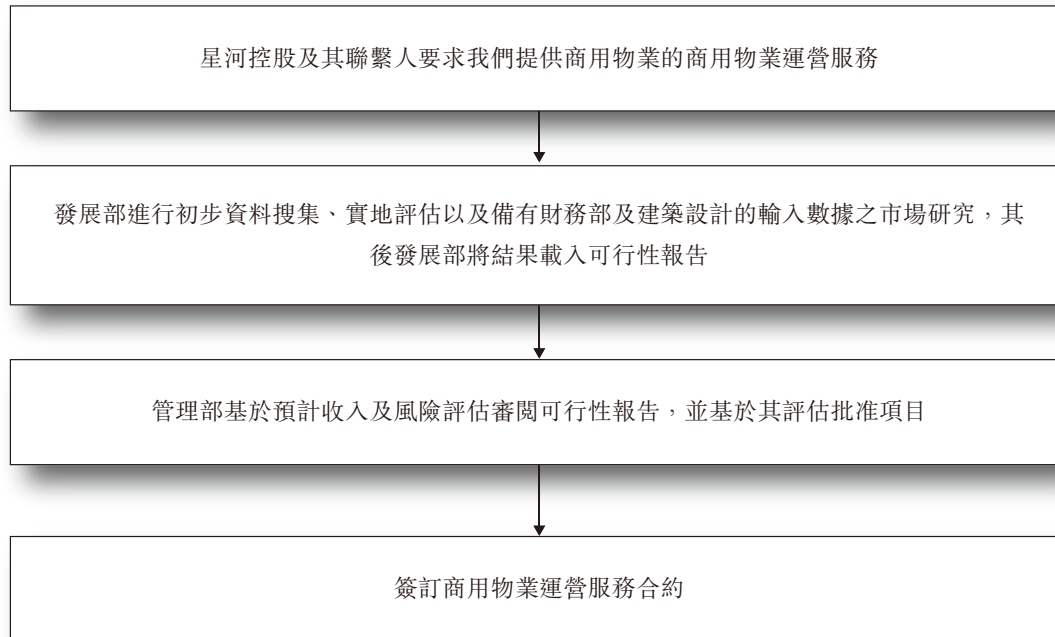 星河控股及其聯繫人要求我們提供商用物業的商用物業運營服務
發展部進行初步資料搜集、實地評估以及備有財務部及建築設計的輸入數據之市場研究，其
後發展部將結果載入可行性報告
管理部基於預計收入及風險評估審閱可行性報告，並基於其評估批准項目
簽訂商用物業運營服務合約